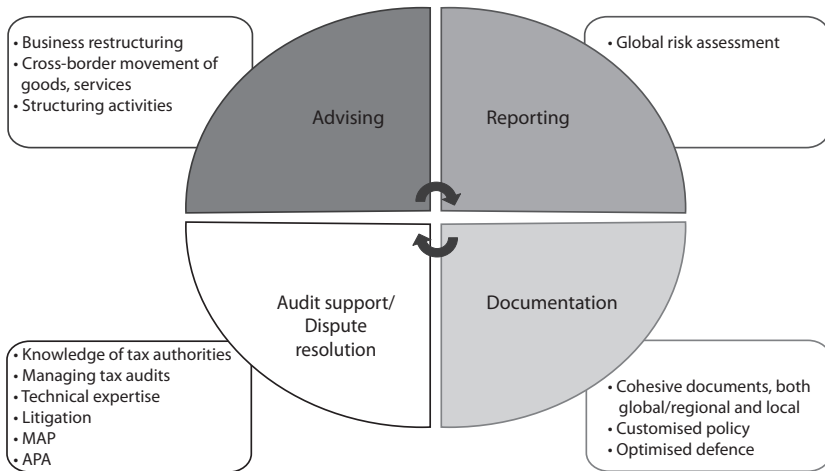 • Business restructuring
• Cross-border movement of
goods, services
• Structuring activities
Advising
Reporting
• Global risk assessment
Audit support/
Dispute
resolution
Documentation
• Knowledge of tax authorities
• Managing tax audits
• Technical expertise
• Litigation
• MAP
• APA
• Cohesive documents, both
global/regional and local
• Customised policy
• Optimised defence